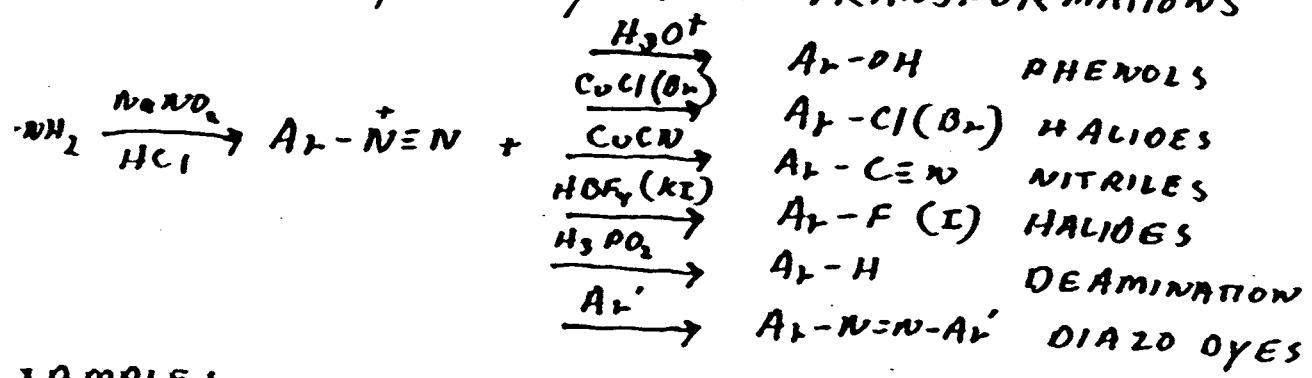 TRANSFORMATIONS
-NH₂ NaNO₂ HCl → Ar-N⁺≡N +
H₃O⁺ → Ar-OH PHENOLS
CuCl(Br) → Ar-Cl(Br) HALIDES
CuCN → Ar-C≡N NITRILES
HBF₄(KI) → Ar-F (I) HALIDES
H₃PO₂ → Ar-H DEAMINATION
Ar' → Ar-N=N-Ar' DIAZO DYES